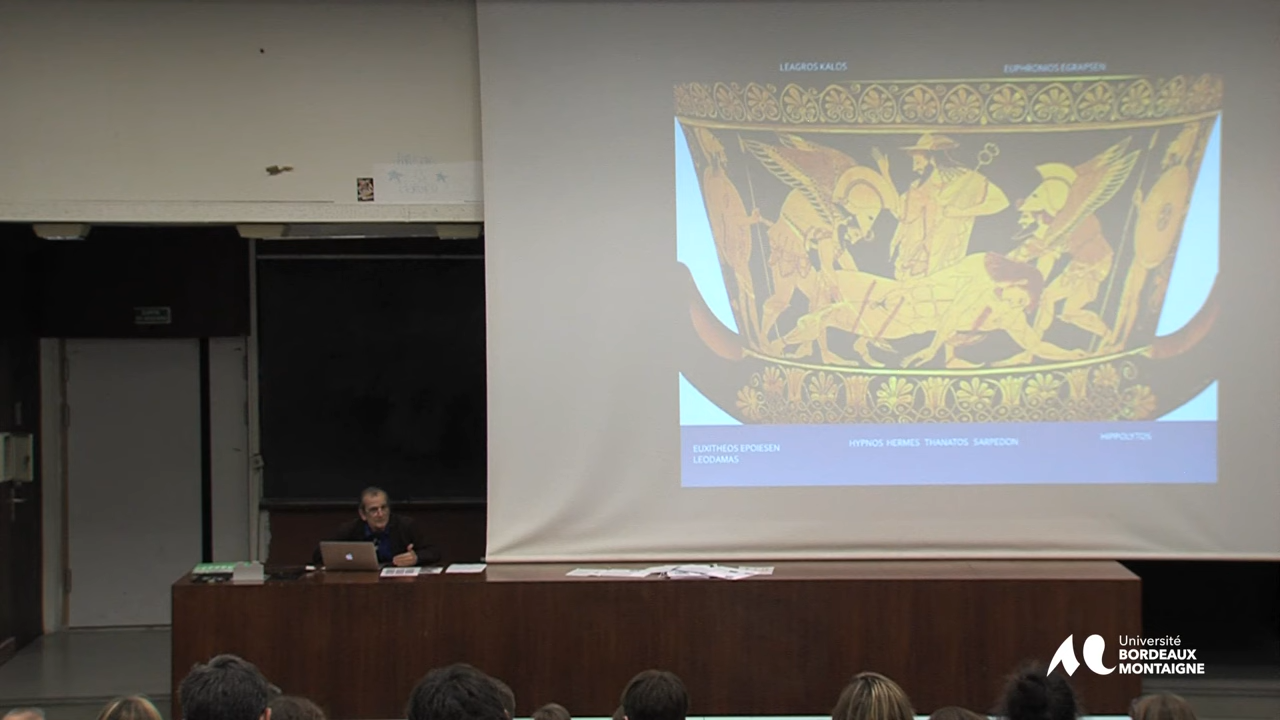 LEAGROS KALOS
EUPHRONIOS EGRAPSEN
EUXITHEOS EPOIESEN
LEODAMAS
HYPNOS HERMES THANATOS SARPEDON
HIPPOLYTOS
Université
BORDEAUX
MONTAIGNE